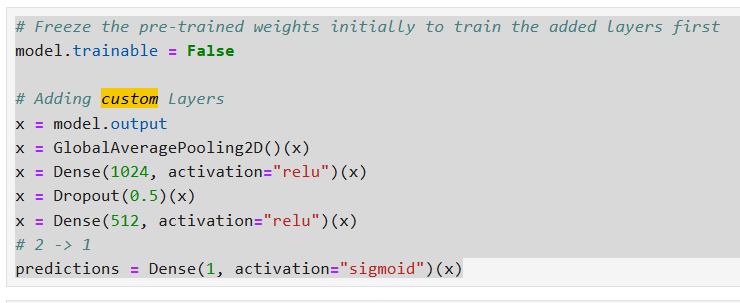 # Freeze the pre-trained weights initially to train the added layers first
model.trainable = False
# Adding custom Layers
x = model.output
x = GlobalAveragePooling2D()(x)
x = Dense(1024, activation="relu")(x)
x = Dropout(0.5)(x)
x = Dense(512, activation="relu")(x)
# 2 -> 1
predictions = Dense(1, activation="sigmoid")(x)